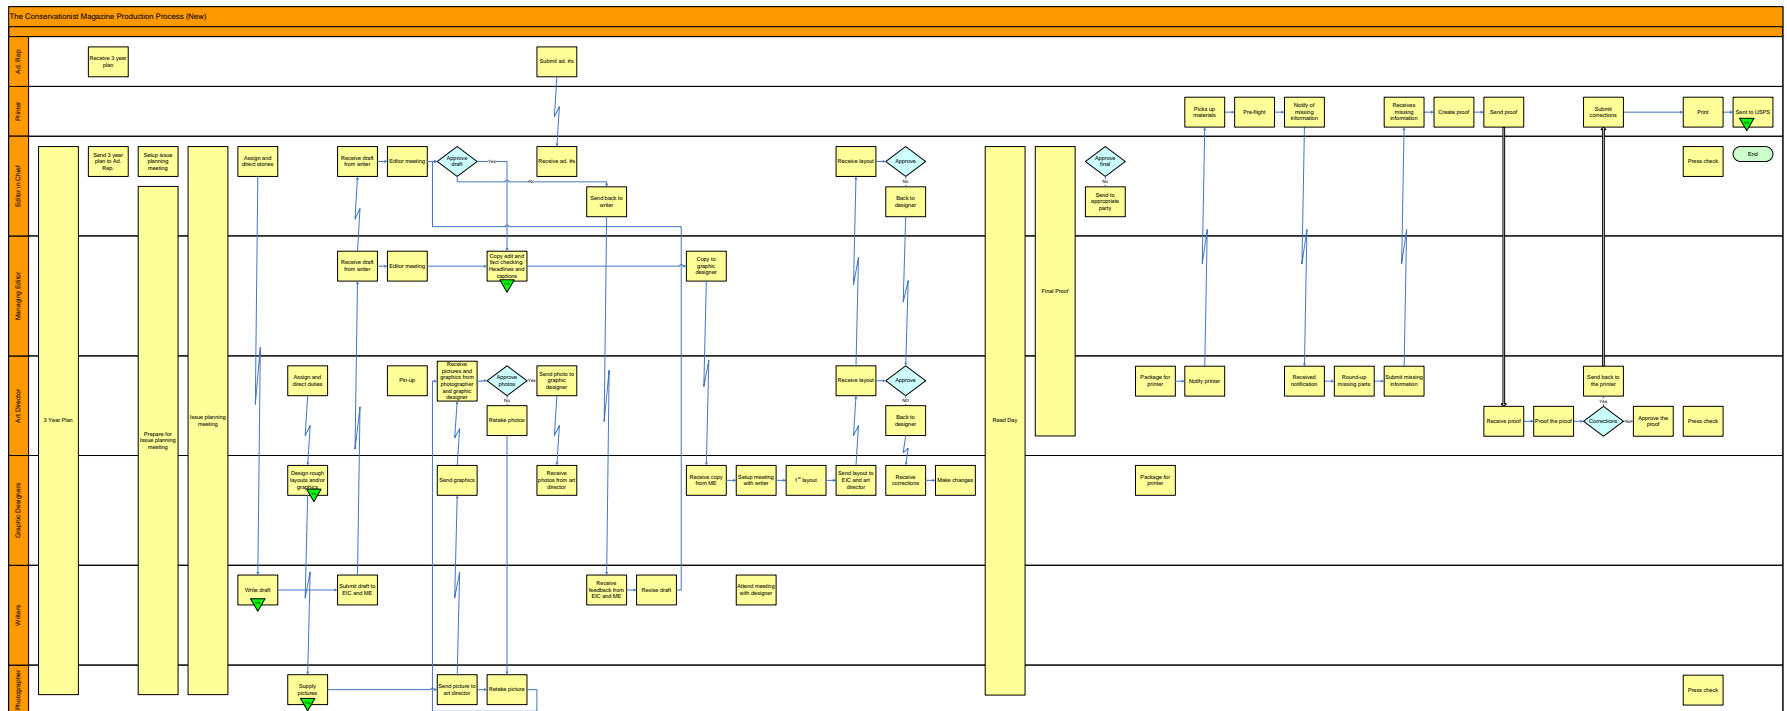 The Conservationist Magazine Production Process (New)
Ad. Rep
Receive 3 year
plan
Submit ad. #s
Printer
Picks up
materials
Pre-flight
Notify of
missing
information
Receives
missing
information
Create proof
Send proof
Submit
corrections
Print
Sent to USPS
Editor in Chief
Send 3 year
plan to Ad.
Rep.
Setup issue
planning
meeting
Assign and
direct stories
Receive draft
from writer
Editor meeting
Approve
draft
Yes
No
Receive ad. #s
Send back to
writer
Receive layout
Approve
No
Back to
designer
Approve
final
No
Send to
appropriate
party
Press check
End
Managing Editor
Receive draft
from writer
Editor meeting
Copy edit and
fact checking.
Headlines and
captions
Copy to
graphic
designer
Final Proof
Art Director
3 Year Plan
Prepare for
Issue planning
meeting
Issue planning
meeting
Assign and
direct duties
Pin-up
Receive
pictures and
graphics from
photographer
and graphic
designer
Approve
photos
Yes
No
Retake photos
Send photo to
graphic
designer
Receive layout
Approve
NO
Back to
designer
Read Day
Package for
printer
Notify printer
Received
notification
Round-up
missing parts
Submit missing
information
Send back to
the printer
Yes
Receive proof
Proof the proof
Corrections
No
Approve the
proof
Press check
Graphic Designers
Design rough
layouts and/or
graphics
Send graphics
Receive
photos from art
director
Receive copy
from ME
Setup meeting
with writer
1st layout
Send layout to
EIC and art
director
Receive
corrections
Make changes
Package for
printer
Writers
Write draft
Submit draft to
EIC and ME
Receive
feedback from
EIC and ME
Revise draft
Attend meeting
with designer
Photographer
Supply
pictures
Send picture to
art director
Retake picture
Press check